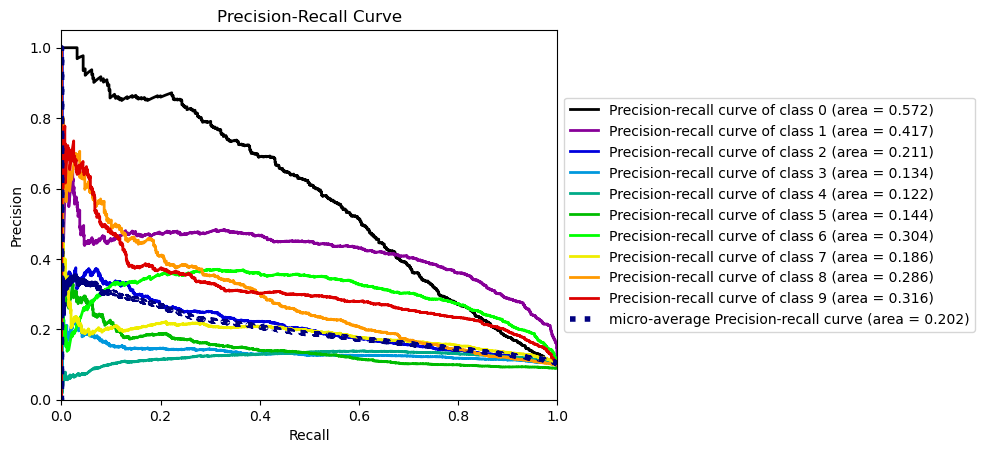 Precision-Recall Curve
1.0
0.8
0.6
0.4
0.2
0.0
Precision
0.0 0.2 0.4 0.6 0.8 1.0
Recall
Precision-recall curve of class 0 (area = 0.572)
Precision-recall curve of class 1 (area = 0.417)
Precision-recall curve of class 2 (area = 0.211)
Precision-recall curve of class 3 (area = 0.134)
Precision-recall curve of class 4 (area = 0.122)
Precision-recall curve of class 5 (area = 0.144)
Precision-recall curve of class 6 (area = 0.304)
Precision-recall curve of class 7 (area = 0.186)
Precision-recall curve of class 8 (area = 0.286)
Precision-recall curve of class 9 (area = 0.316)
micro-average Precision-recall curve (area = 0.202)